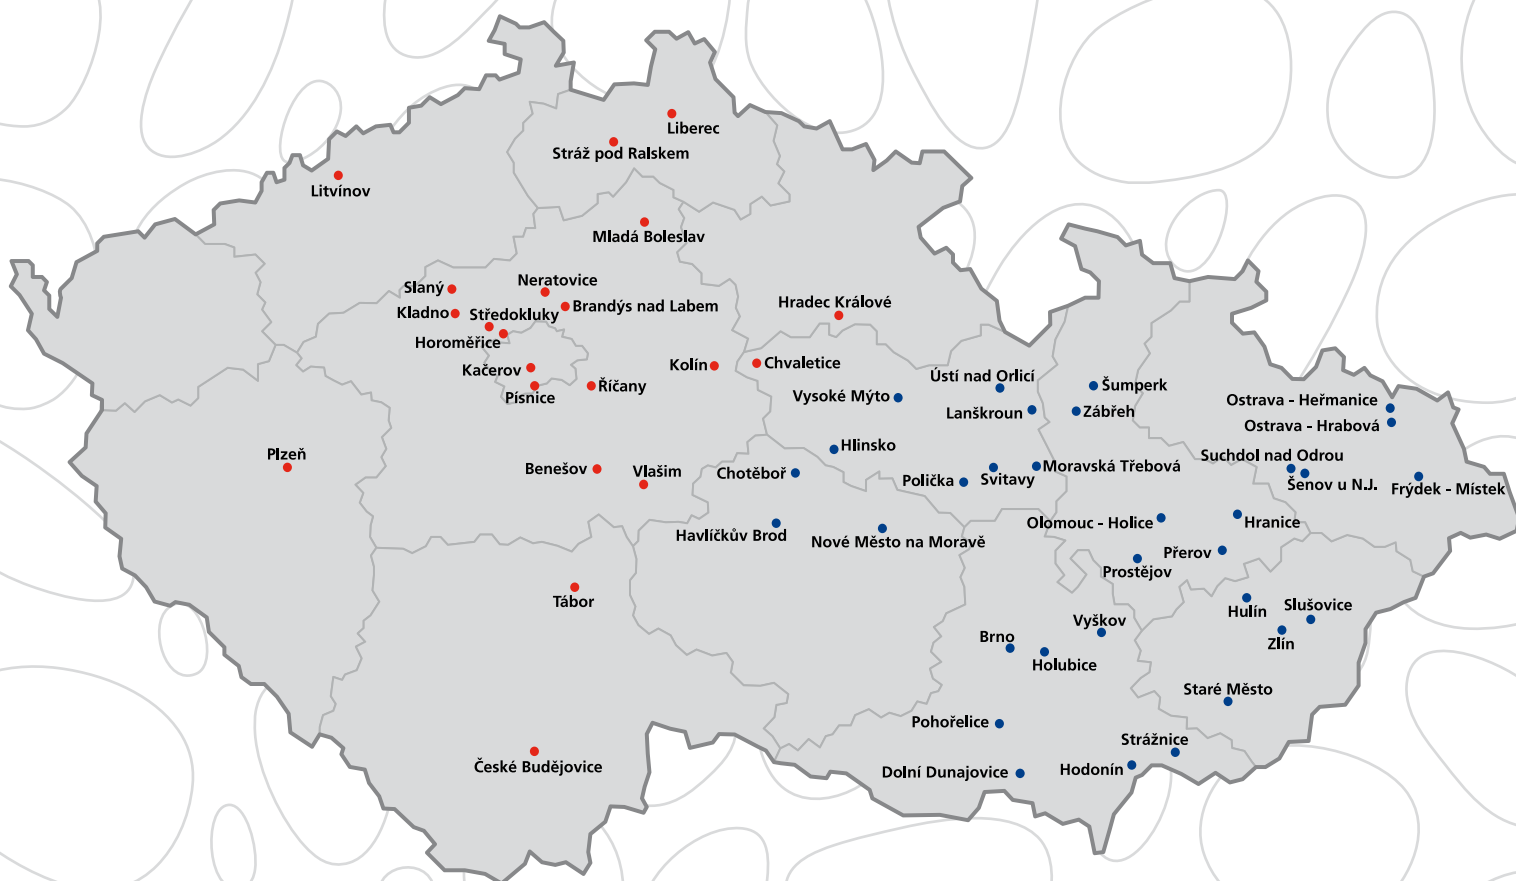 Liberec
Stráž pod Ralskem
Litvínov
Mladá Boleslav
Neratovice
Slaný
Brandýs nad Labem
Kladno
Středokluky
Hradec Králové
Horoměřice
Kolín
Chvaletice
Kačerov
Říčany
Písnice
Ústí nad Orlicí
Šumperk
Vysoké Mýto
Lanškroun
Zábřeh
Ostrava - Heřmanice
Ostrava - Hrabová
Hlinsko
Plzeň
Benešov
Vlašim
Chotěboř
Polička
Svitavy
Moravská Třebová
Suchdol nad Odrou
Šenov u N.J.
Frýdek - Místek
Havlíčkův Brod
Nové Město na Moravě
Olomouc - Holice
Hranice
Přerov
Prostějov
Tábor
Hulín
Slušovice
Vyškov
Brno
Zlín
Holubice
Staré Město
Pohořelice
Strážnice
České Budějovice
Dolní Dunajovice
Hodonín